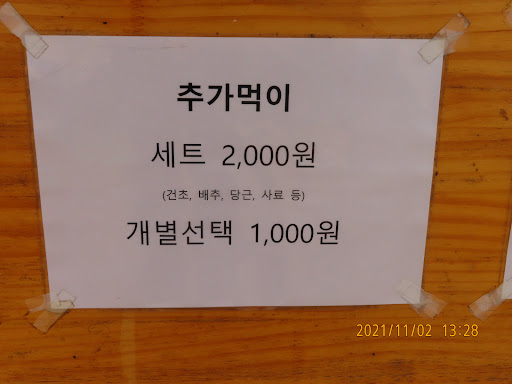 추가먹이
세트 2,000원
(건초, 배추, 당근, 사료 등)
개별선택 1,000원
2021/11/02 13:28